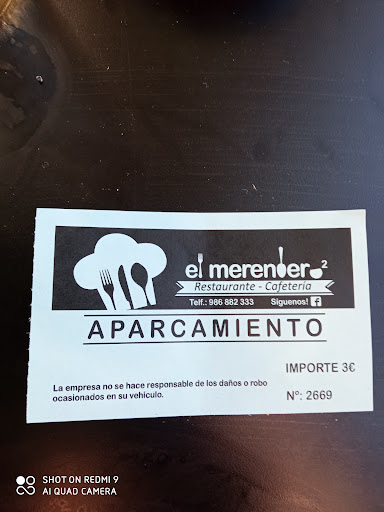 el merendero²
Restaurante - Cafetería
Telf.: 986 882 333 Síguenos! f
APARCAMIENTO
IMPORTE 3€
La empresa no se hace responsable de los daños o robo
ocasionados en su vehículo.
Nº: 2669
SHOT ON REDMI 9
AI QUAD CAMERA